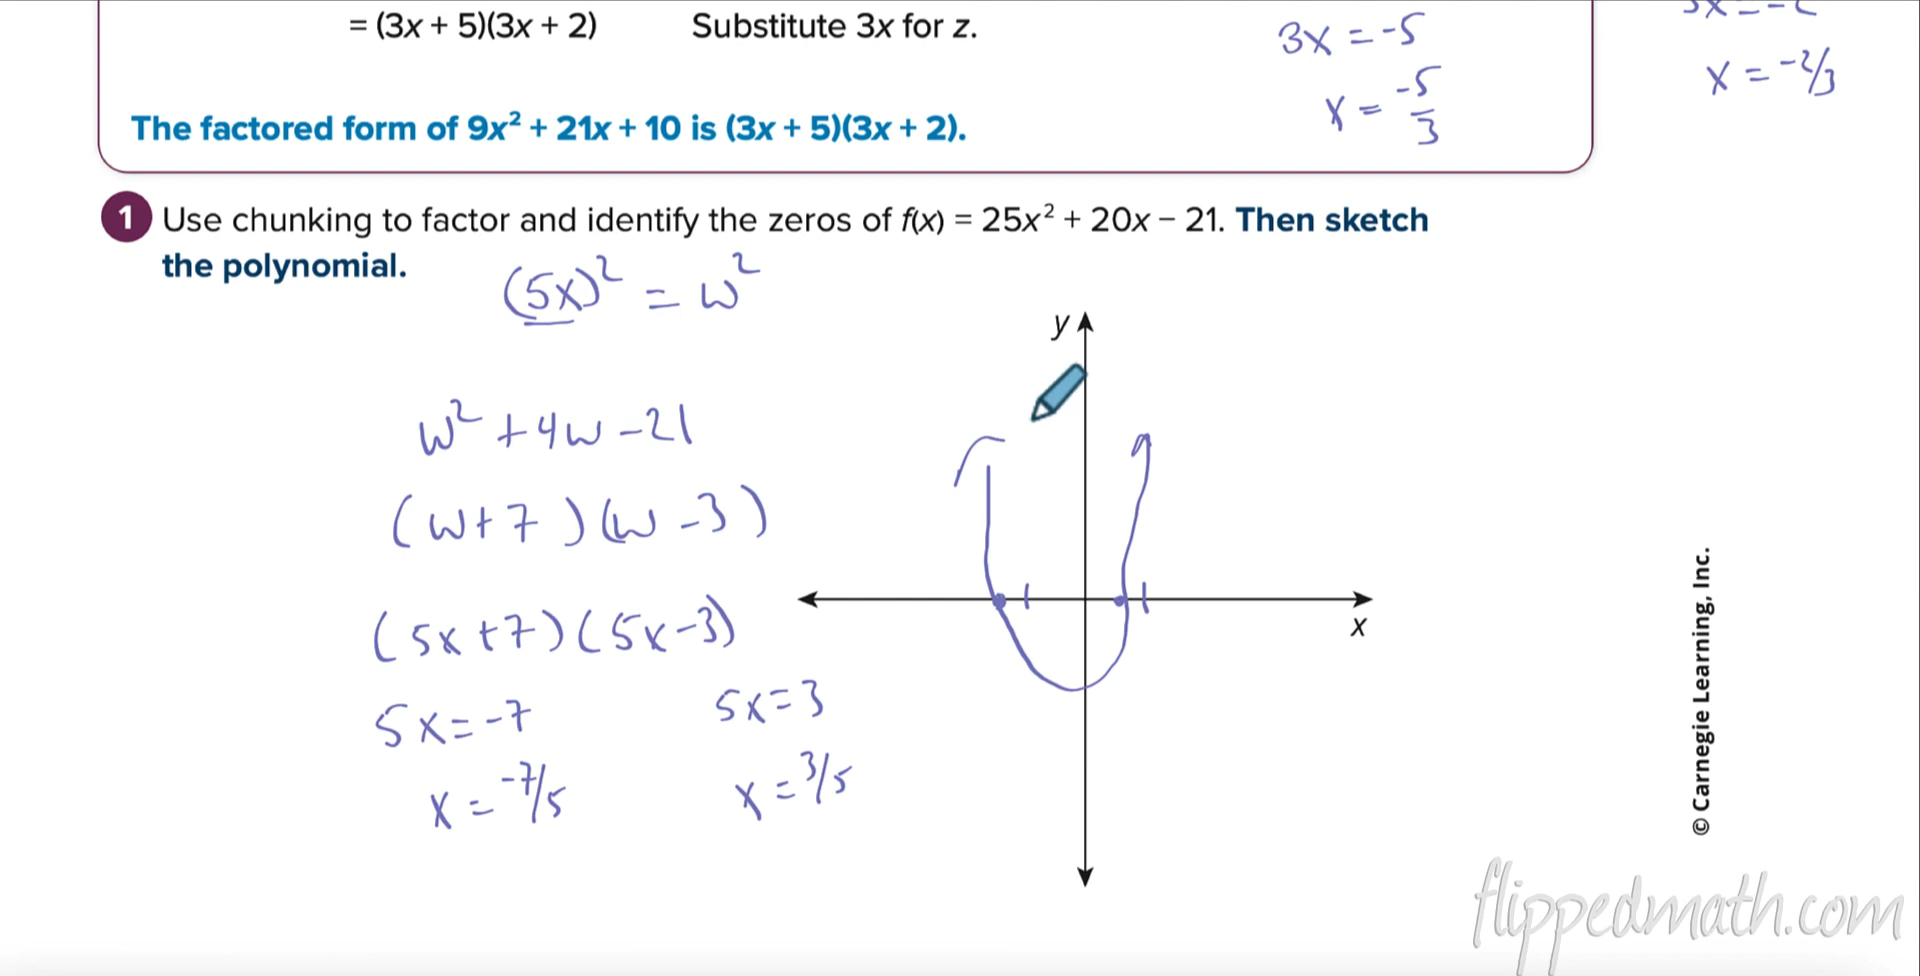 = (3x + 5)(3x + 2) Substitute 3x for z.
3x = -5
x = -5/3
x = -2/3
The factored form of 9x² + 21x + 10 is (3x + 5)(3x + 2).
1 Use chunking to factor and identify the zeros of f(x) = 25x² + 20x − 21. Then sketch
the polynomial.
(5x)² = w²
y
w² + 4w - 21
(w + 7)(w - 3)
(5x + 7)(5x - 3)
5x = -7 5x = 3
x = -7/5 x = 3/5
x
© Carnegie Learning, Inc.
flippedmath.com